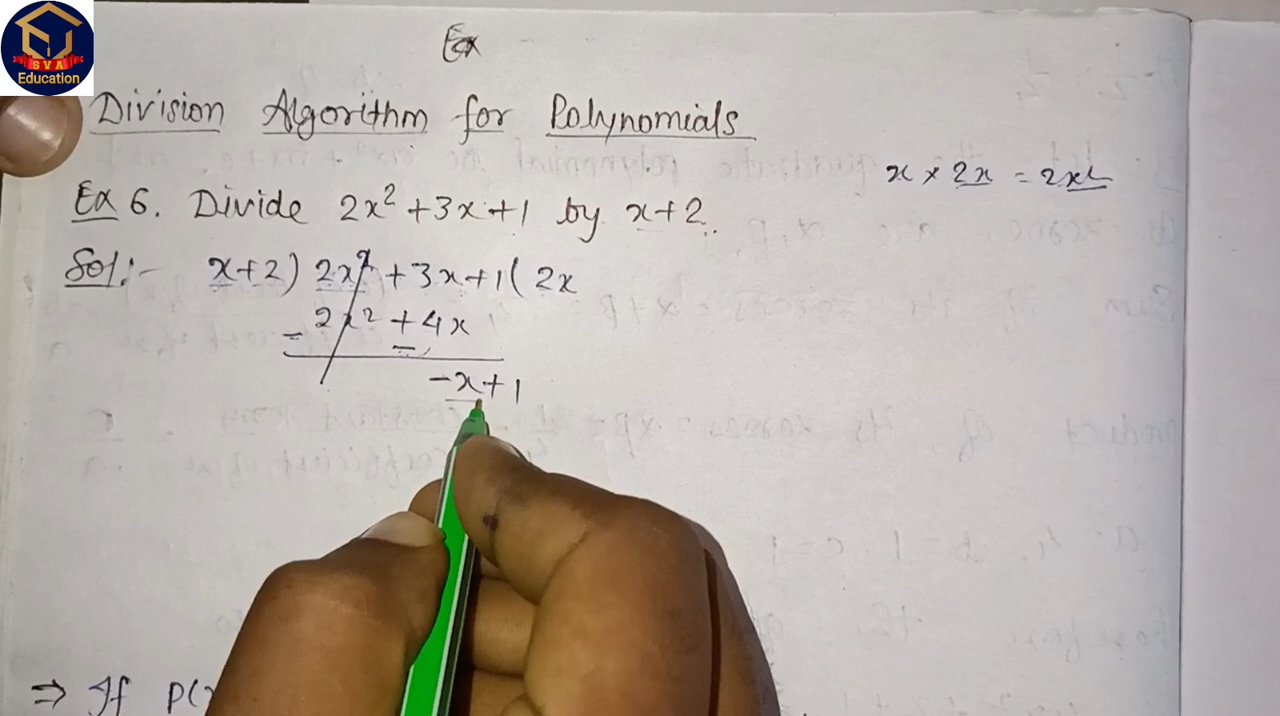 SVA
Education
Ex
Division Algorithm for Polynomials
x × 2x = 2x²
Ex 6. Divide 2x² + 3x + 1 by x + 2.
Sol:- x + 2) 2x² + 3x + 1 ( 2x
2x² + 4x
- -
-x + 1
⇒ If P(x